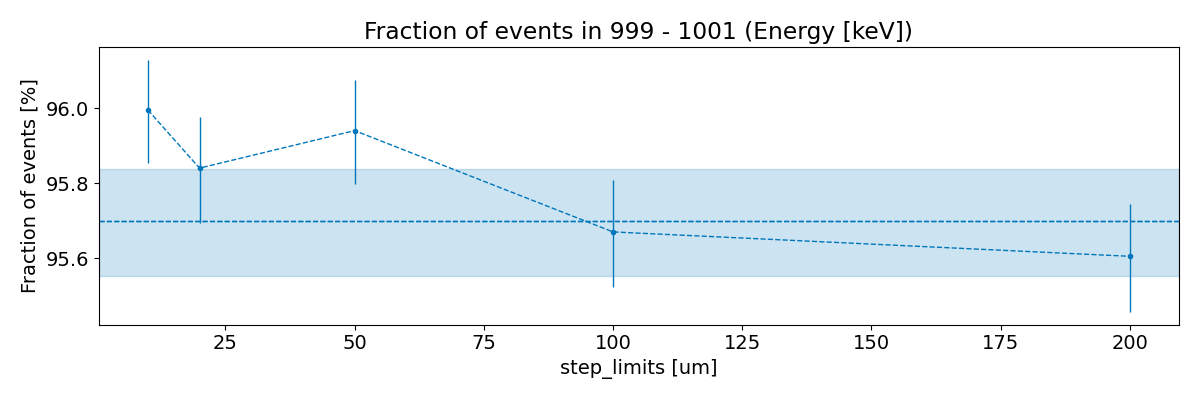 Fraction of events in 999 - 1001 (Energy [keV])
Fraction of events [%]
96.0
95.8
95.6
25 50 75 100 125 150 175 200
step_limits [um]